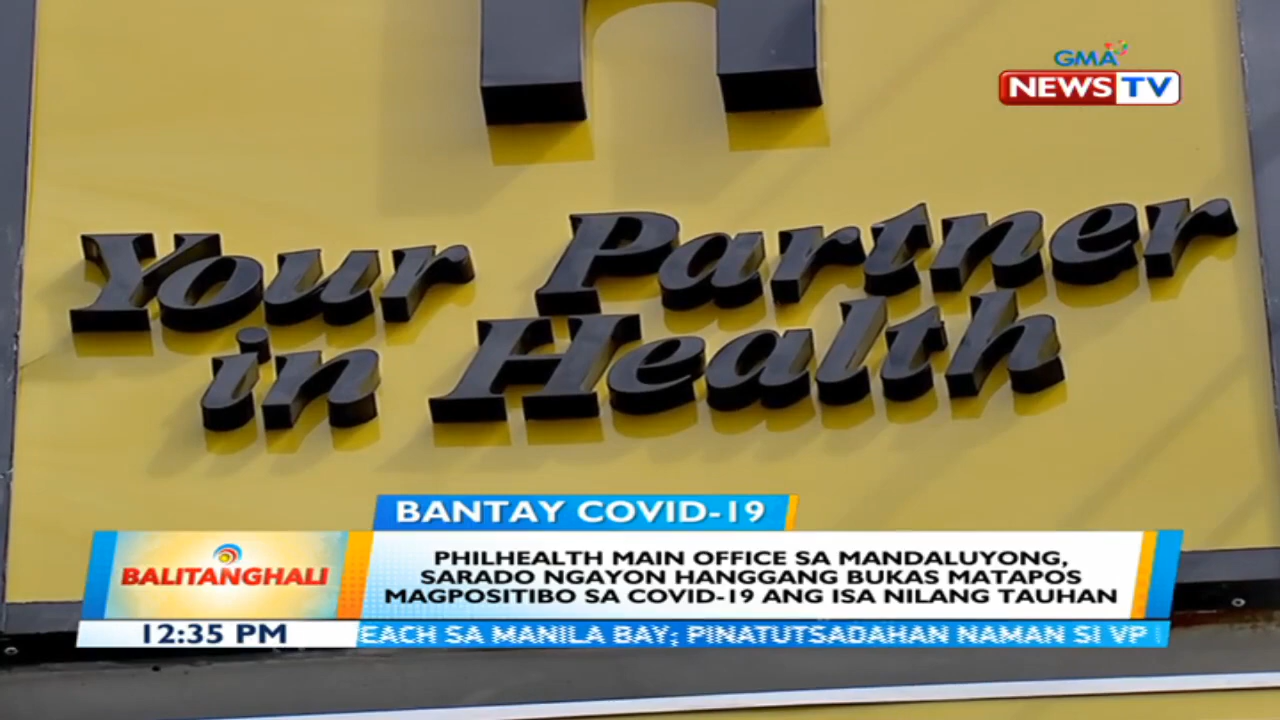 GMA
NEWS TV
Your Partner
in Health
BANTAY COVID-19
BALITANGHALI
PHILHEALTH MAIN OFFICE SA MANDALUYONG,
SARADO NGAYON HANGGANG BUKAS MATAPOS
MAGPOSITIBO SA COVID-19 ANG ISA NILANG TAUHAN
12:35 PM
EACH SA MANILA BAY; PINATUTSADAHAN NAMAN SI VP